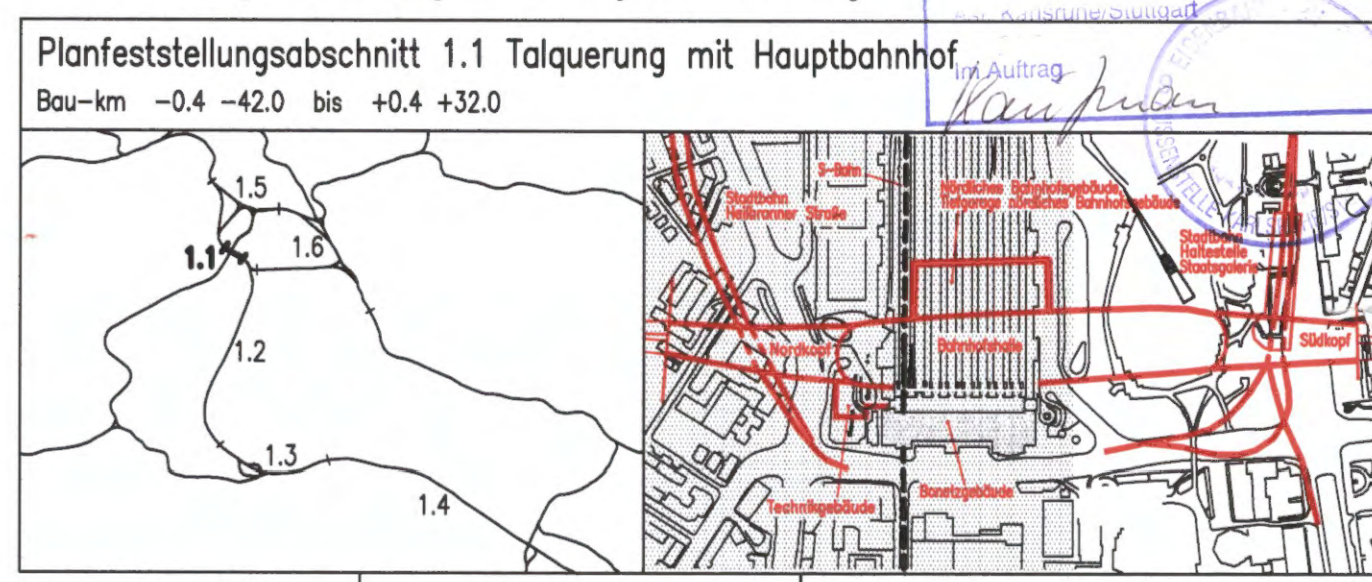 Planfeststellungsabschnitt 1.1 Talquerung mit Hauptbahnhof
Bau-km -0.4 -42.0 bis +0.4 +32.0
Karlsruhe/Stuttgart
Im Auftrag
1.5
1.6
1.1
1.2
1.3
1.4
S-Bahn
Stadtbahn
Heilbronner Straße
Nördliches Bahnhofsgebäude
Tiefgarage nördliches Bahnhofsgebäude
Stadtbahn
Haltestelle
Staatsgalerie
Nordkopf
Bahnhofshalle
Südkopf
Technikgebäude
Bonatzgebäude